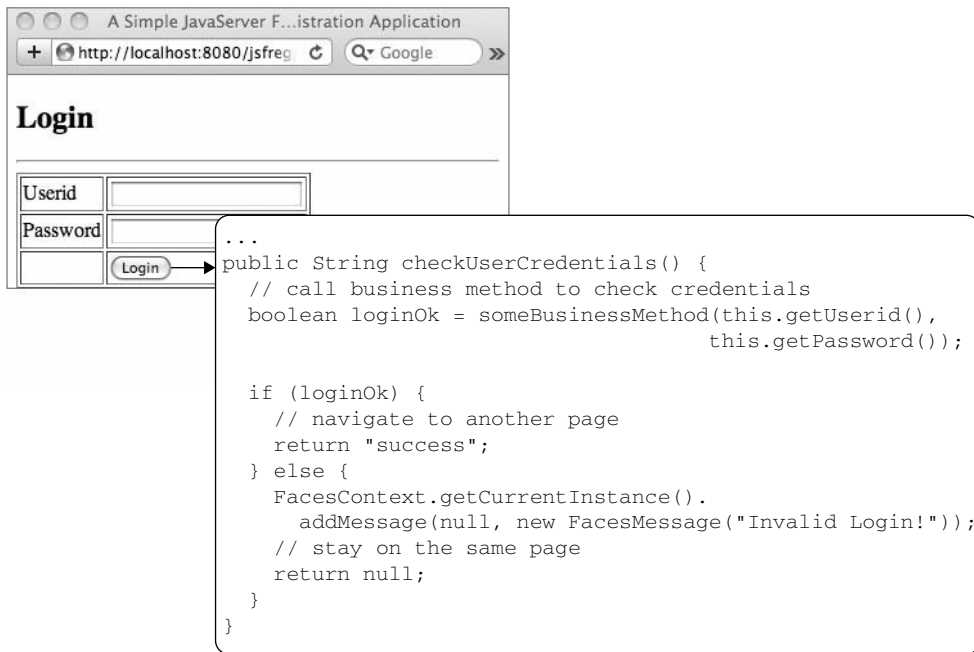 A Simple JavaServer F...istration Application
+ http://localhost:8080/jsfreg
Q Google »
Login
Userid
Password
Login
...
public String checkUserCredentials() {
  // call business method to check credentials
  boolean loginOk = someBusinessMethod(this.getUserid(),
                                       this.getPassword());
  if (loginOk) {
    // navigate to another page
    return "success";
  } else {
    FacesContext.getCurrentInstance().
      addMessage(null, new FacesMessage("Invalid Login!"));
    // stay on the same page
    return null;
  }
}